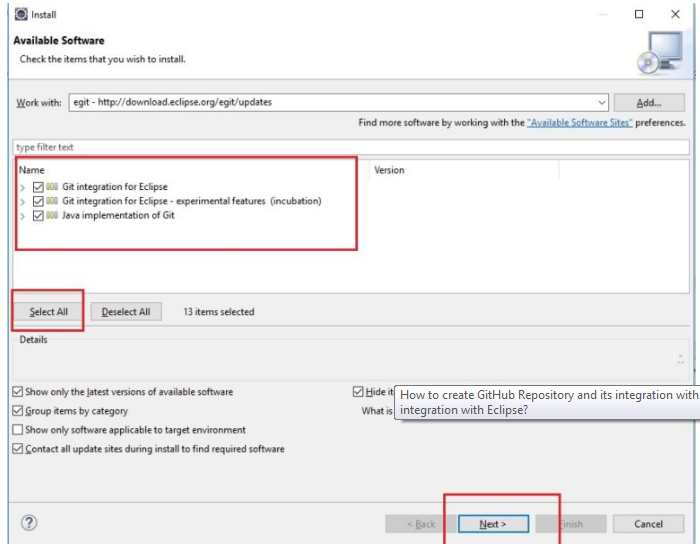 Install
Available Software
Check the items that you wish to install.
Work with: egit - http://download.eclipse.org/egit/updates Add...
Find more software by working with the "Available Software Sites" preferences.
type filter text
Name Version
Git integration for Eclipse
Git integration for Eclipse - experimental features (incubation)
Java implementation of Git
Select All Deselect All 13 items selected
Details
Show only the latest versions of available software Hide
How to create GitHub Repository and its integration with
Group items by category What is
integration with Eclipse?
Show only software applicable to target environment
Contact all update sites during install to find required software
? < Back Next > Finish Cancel